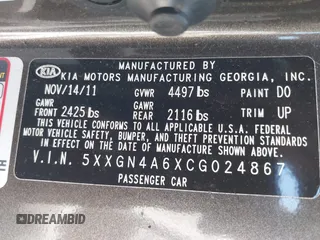 MANUFACTURED BY
KIA KIA MOTORS MANUFACTURING GEORGIA, INC.
NOV/14/11 GVWR 4497 lbs PAINT D0
GAWR FRONT 2425 lbs GAWR REAR 2116 lbs TRIM UP
THIS VEHICLE CONFORMS TO ALL APPLICABLE FEDERAL
MOTOR VEHICLE SAFETY, BUMPER, AND THEFT PREVENTION STANDARDS
IN EFFECT ON THE DATE OF MANUFACTURE SHOWN ABOVE.
V.I.N. 5XXGN4A6XCG024867
PASSENGER CAR
DREAMBID